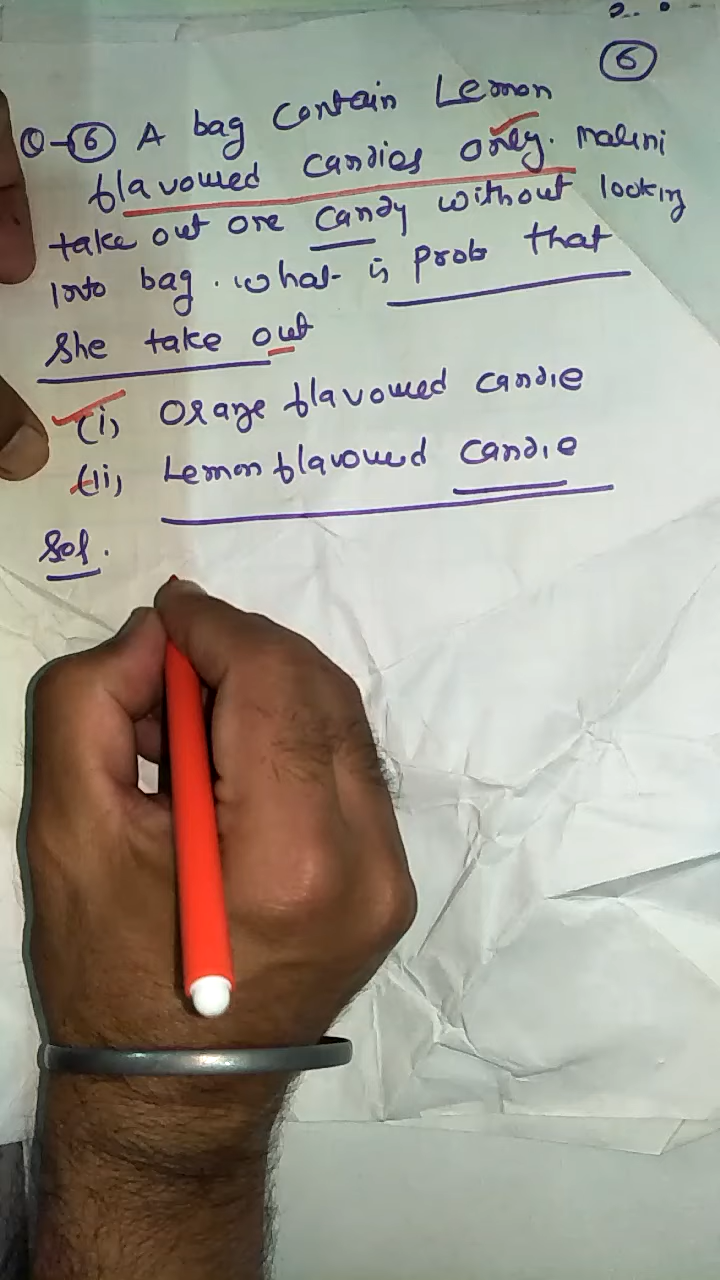 6
Q-6 A bag contain Lemon
flavoured candies only. Malini
take out one candy without looking
into bag. what is prob that
She take out
(i) Orange flavoured candie
(ii) Lemon flavoured candie
Sol.